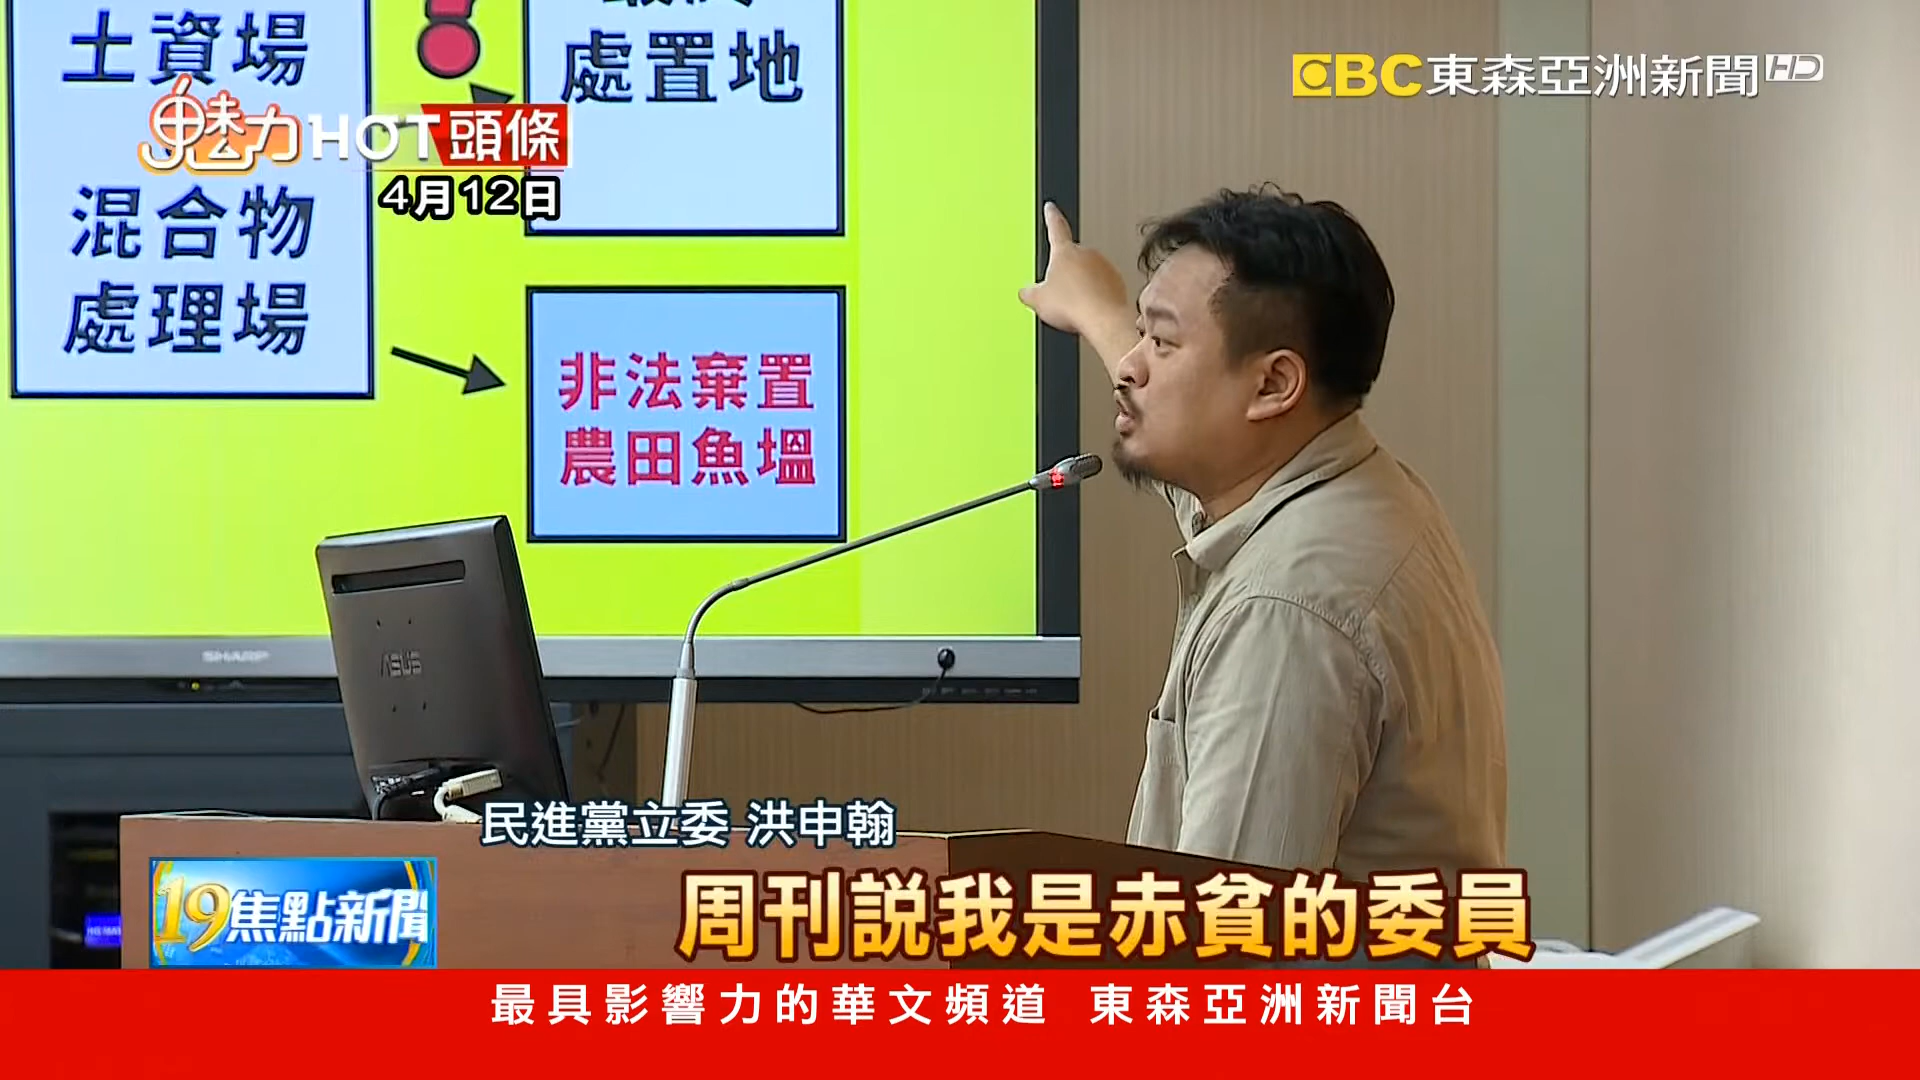 土資場
處置地
EBC東森亞洲新聞HD
魅力HOT頭條
4月12日
混合物
處理場
非法棄置
農田魚塭
SHARP
ASUS
民進黨立委 洪申翰
19焦點新聞
周刊說我是赤貧的委員
最具影響力的華文頻道 東森亞洲新聞台